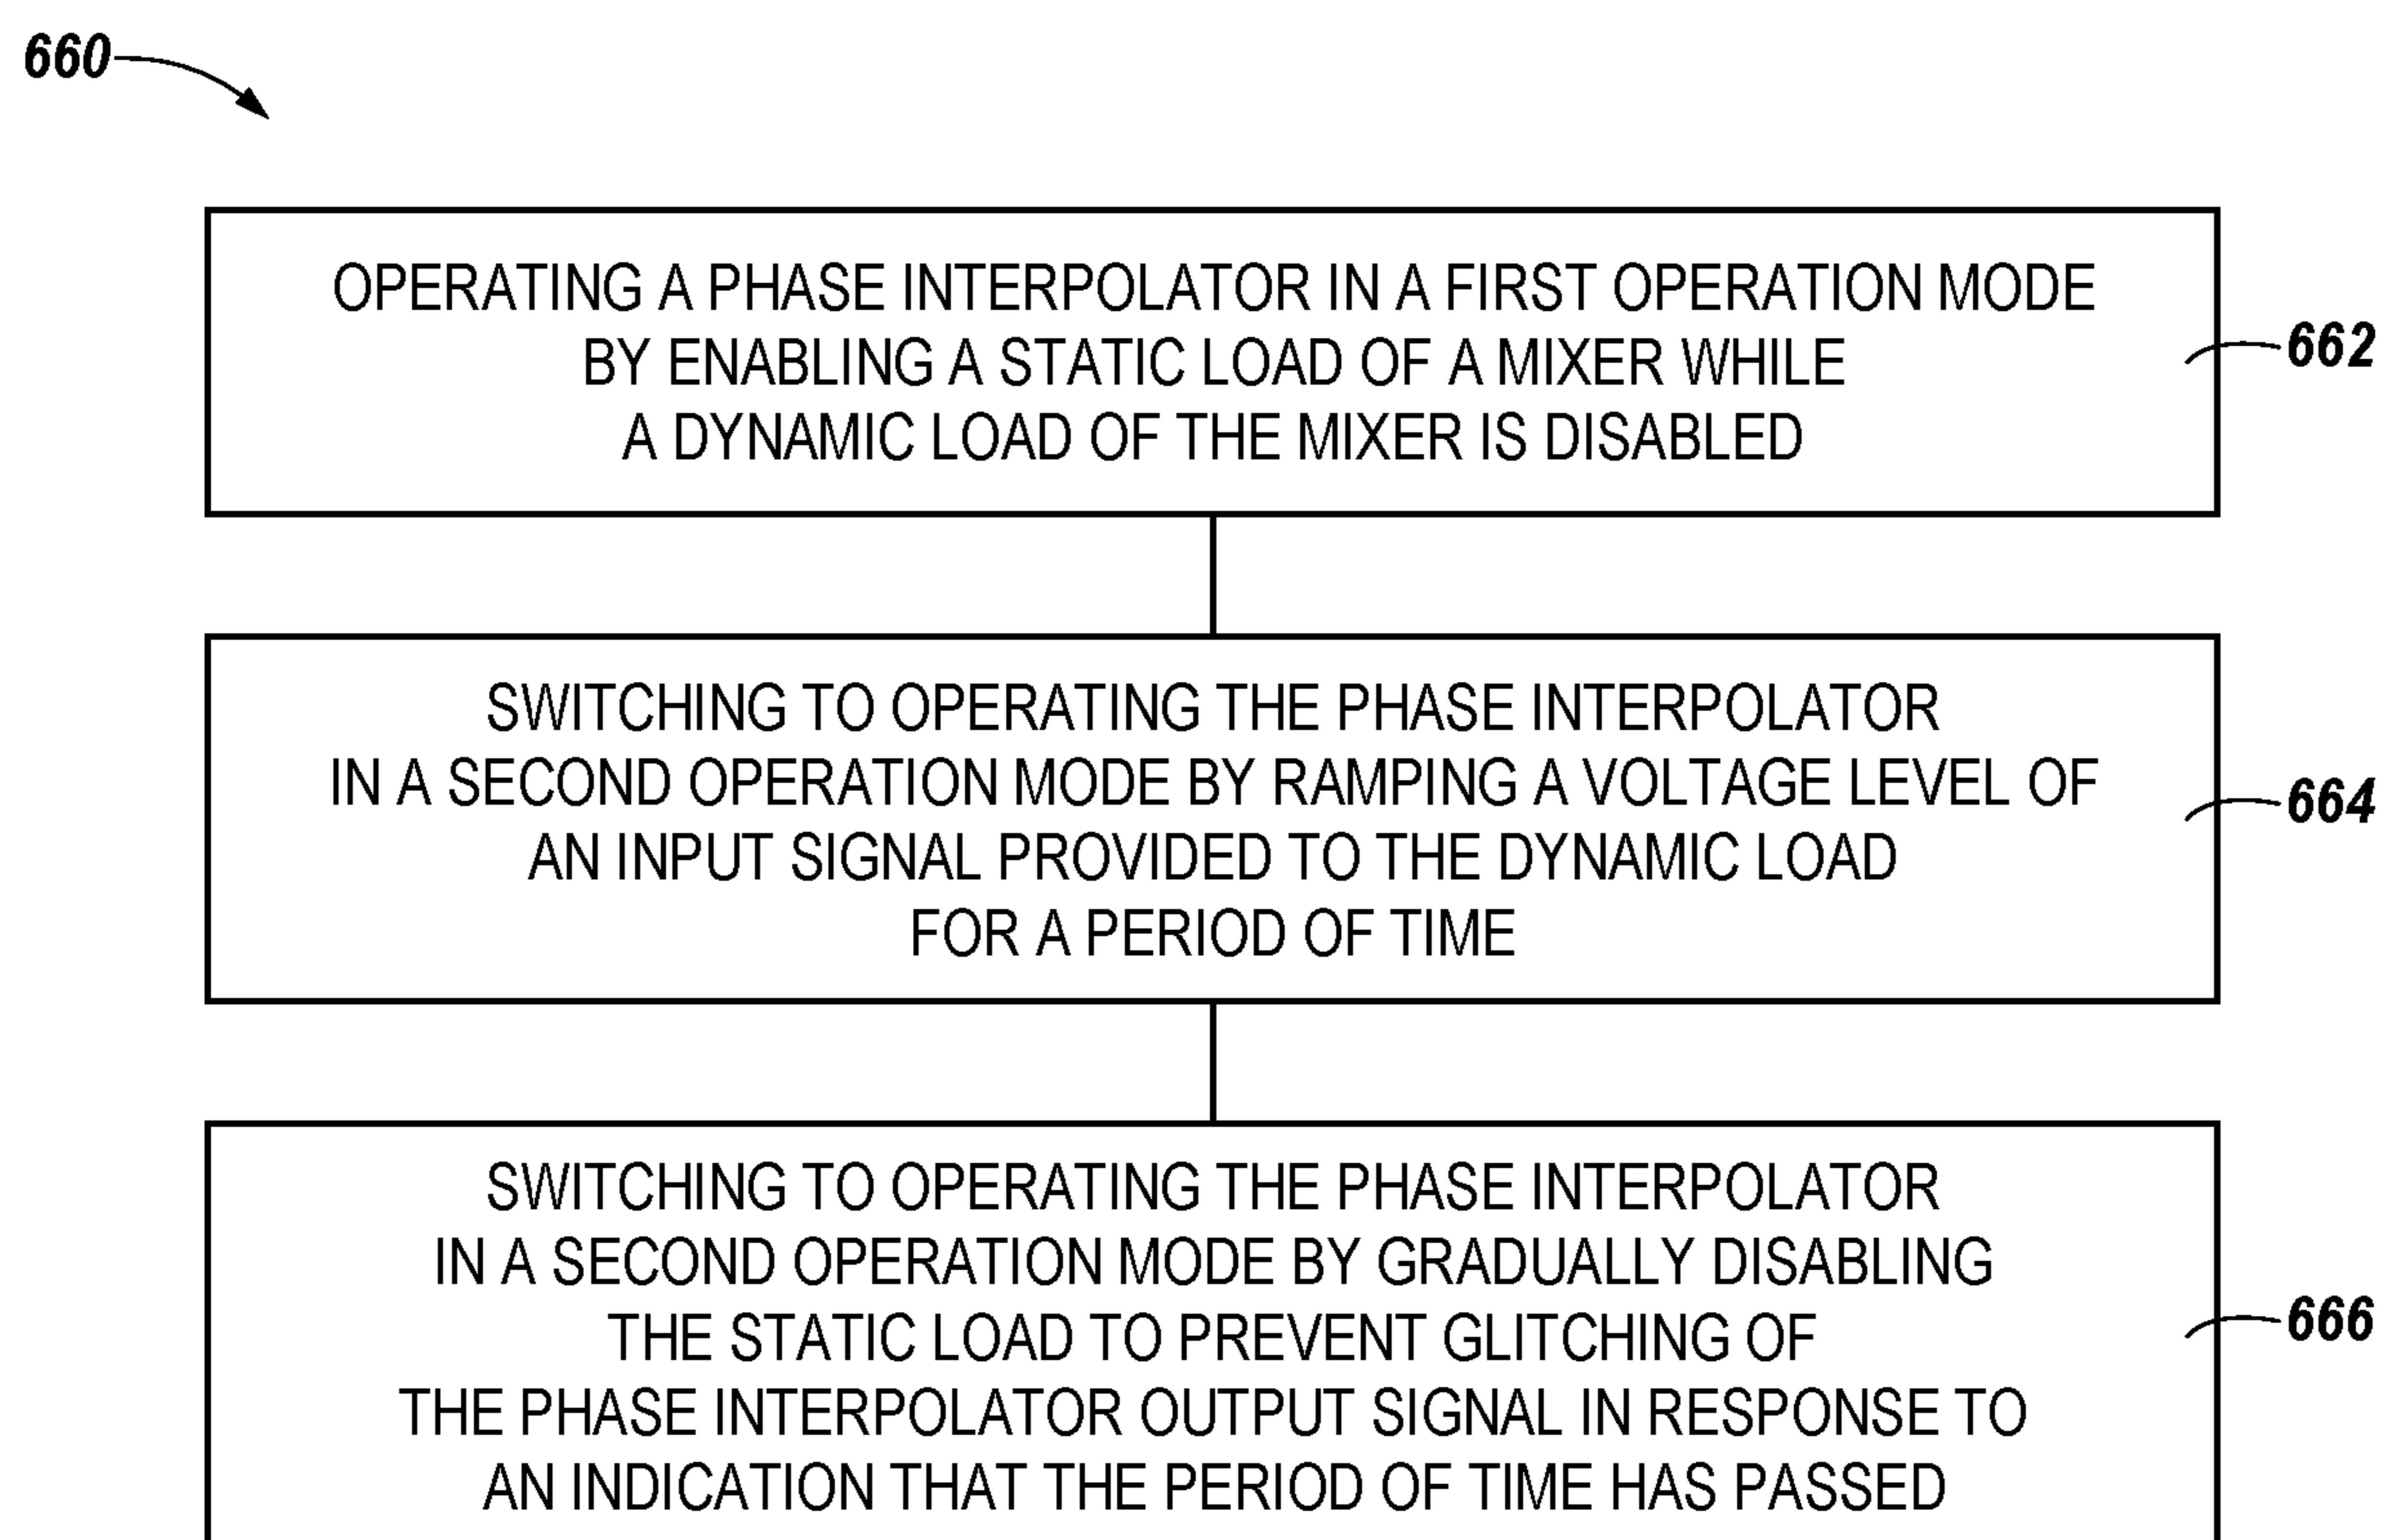 660
OPERATING A PHASE INTERPOLATOR IN A FIRST OPERATION MODE
BY ENABLING A STATIC LOAD OF A MIXER WHILE
A DYNAMIC LOAD OF THE MIXER IS DISABLED
662
SWITCHING TO OPERATING THE PHASE INTERPOLATOR
IN A SECOND OPERATION MODE BY RAMPING A VOLTAGE LEVEL OF
AN INPUT SIGNAL PROVIDED TO THE DYNAMIC LOAD
FOR A PERIOD OF TIME
664
SWITCHING TO OPERATING THE PHASE INTERPOLATOR
IN A SECOND OPERATION MODE BY GRADUALLY DISABLING
THE STATIC LOAD TO PREVENT GLITCHING OF
THE PHASE INTERPOLATOR OUTPUT SIGNAL IN RESPONSE TO
AN INDICATION THAT THE PERIOD OF TIME HAS PASSED
666